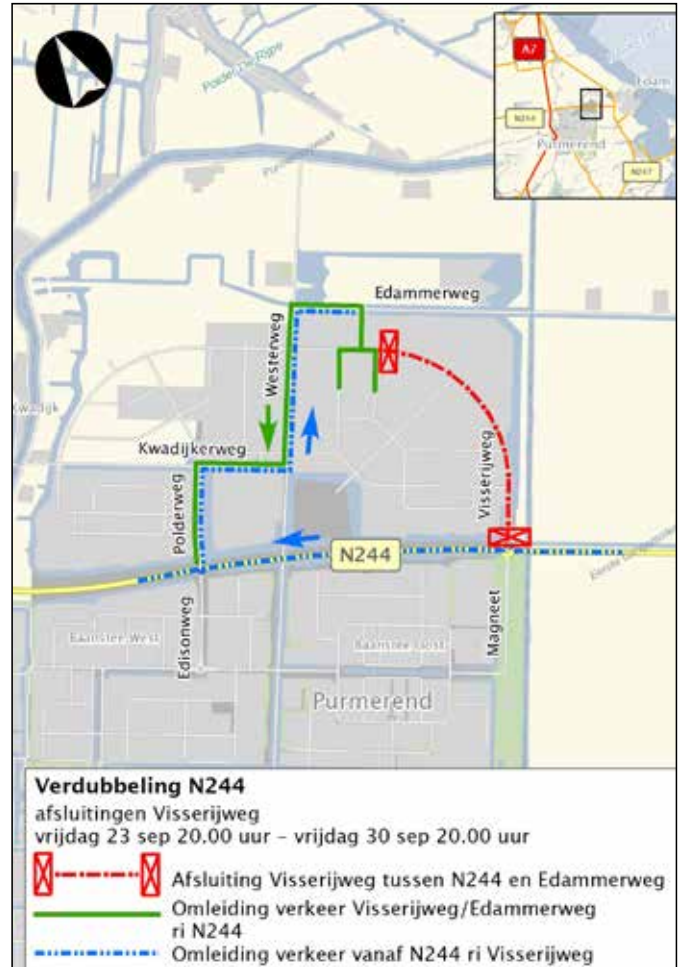 A7
Edam
N244
Purmerend
N247
Edammerweg
Westerweg
Kwadijk
Kwadijkerweg
Visserijweg
Polderweg
N244
Edisonweg
Magneet
Baanstee-West
Baanstee-Oost
Purmerend
Verdubbeling N244
afsluitingen Visserijweg
vrijdag 23 sep 20.00 uur – vrijdag 30 sep 20.00 uur
Afsluiting Visserijweg tussen N244 en Edammerweg
Omleiding verkeer Visserijweg/Edammerweg
ri N244
Omleiding verkeer vanaf N244 ri Visserijweg